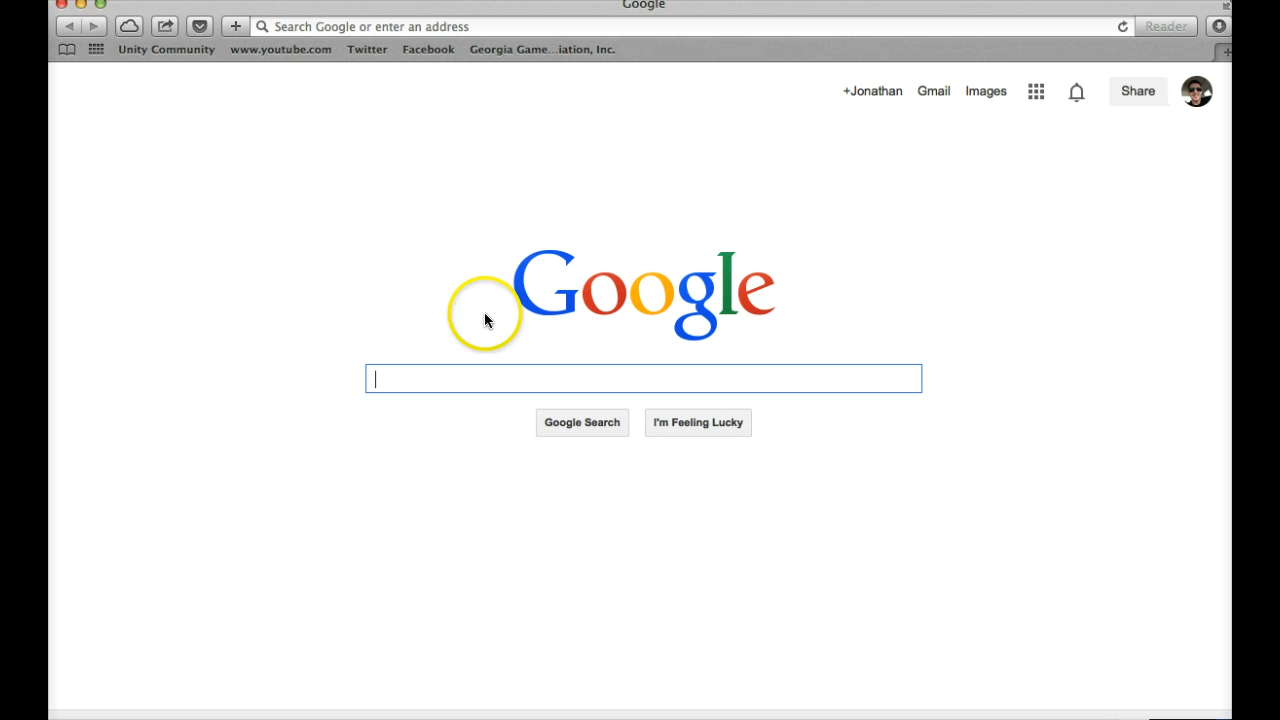 Google
Search Google or enter an address
Reader
Unity Community www.youtube.com Twitter Facebook Georgia Game...iation, Inc.
+Jonathan Gmail Images Share
Google
Google Search I'm Feeling Lucky